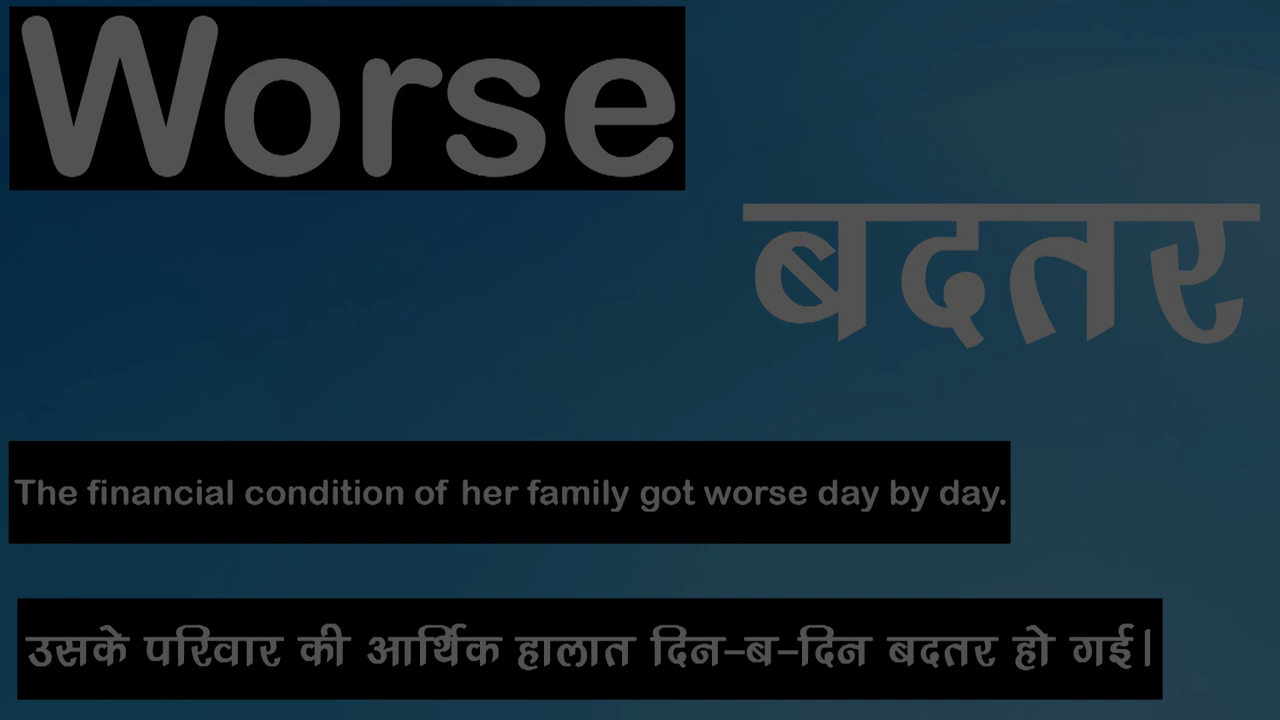 Worse
बदतर
The financial condition of her family got worse day by day.
उसके परिवार की आर्थिक हालात दिन-ब-दिन बदतर हो गई।